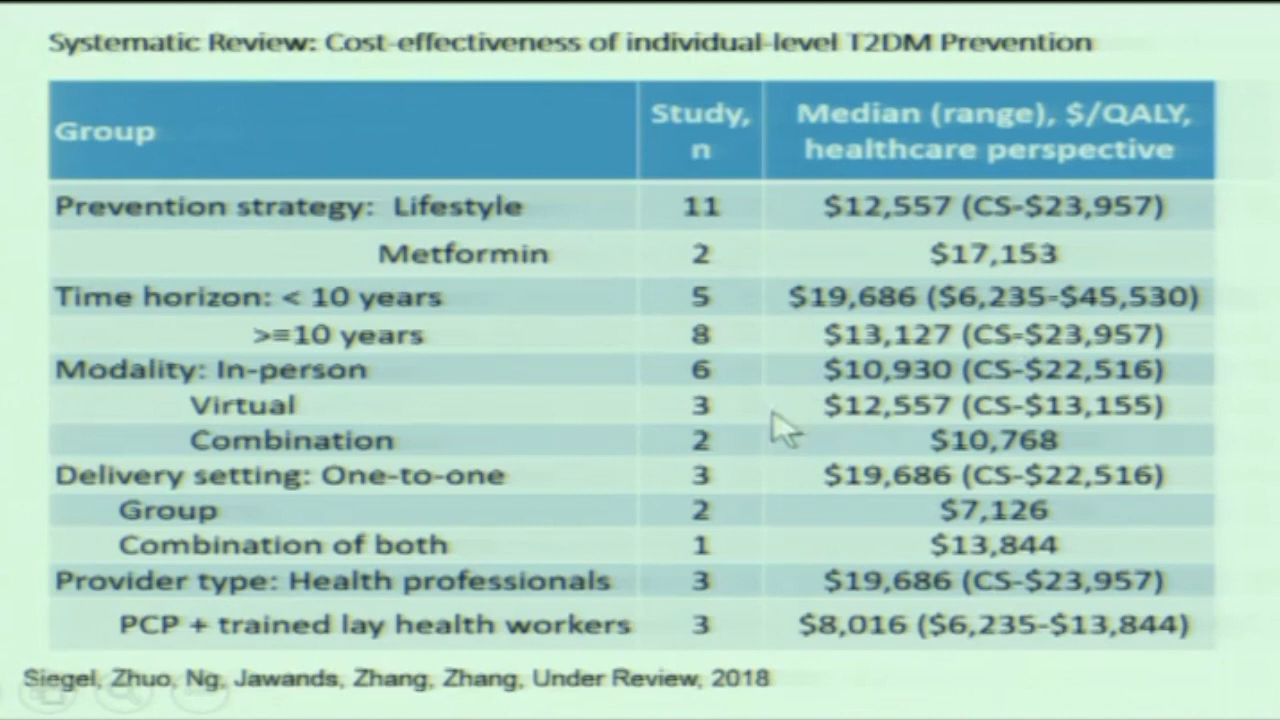 Systematic Review: Cost-effectiveness of individual-level T2DM Prevention
Group Study, n Median (range), $/QALY, healthcare perspective
Prevention strategy: Lifestyle 11 $12,557 (CS-$23,957)
Metformin 2 $17,153
Time horizon: < 10 years 5 $19,686 ($6,235-$45,530)
>=10 years 8 $13,127 (CS-$23,957)
Modality: In-person 6 $10,930 (CS-$22,516)
Virtual 3 $12,557 (CS-$13,155)
Combination 2 $10,768
Delivery setting: One-to-one 3 $19,686 (CS-$22,516)
Group 2 $7,126
Combination of both 1 $13,844
Provider type: Health professionals 3 $19,686 (CS-$23,957)
PCP + trained lay health workers 3 $8,016 ($6,235-$13,844)
Siegel, Zhuo, Ng, Jawands, Zhang, Zhang, Under Review, 2018